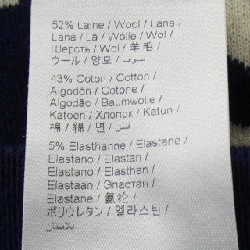 52% Laine / Wool / Lana /
Lana / Lã / Wolle / Wol /
Шерсть / Wol / 羊毛 /
ウール / 양모 / صوف
43% Coton / Cotton /
Algodón / Cotone /
Algodão / Baumwolle /
Katoen / Хлопок / Katun /
棉 / 綿 / 면 / قطن
5% Elasthanne / Elastane /
Elastano / Elastan /
Elastano / Elasthan /
Elastaan / Эластан /
Elastane / 氨纶 /
ポリウレタン / 엘라스틴 /